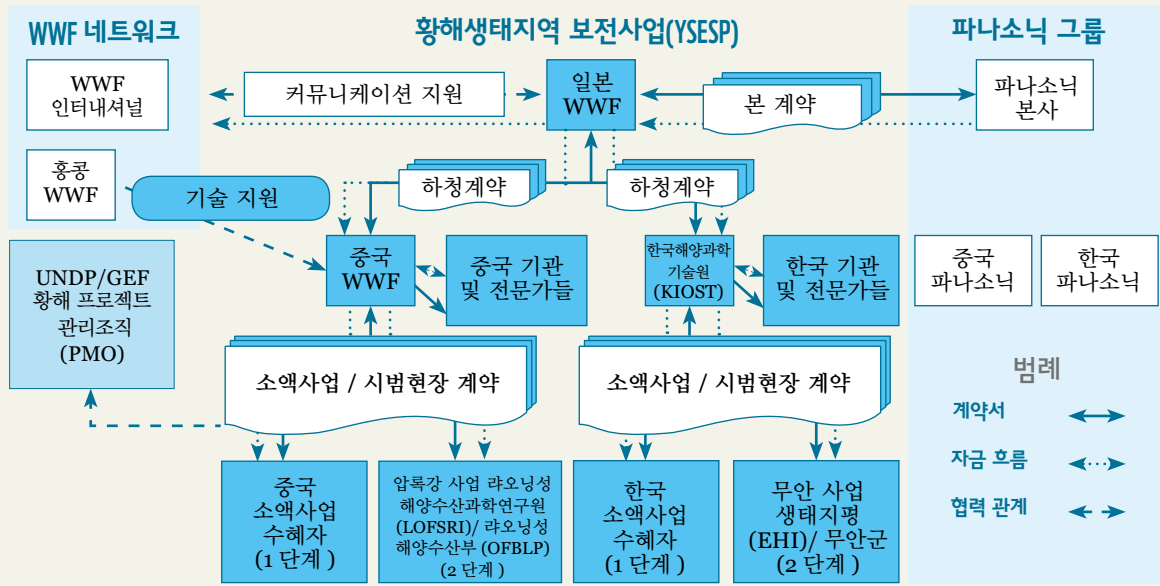 WWF 네트워크
황해생태지역 보전사업(YSESP)
파나소닉 그룹
WWF
인터내셔널
커뮤니케이션 지원
일본
WWF
본 계약
파나소닉
본사
홍콩
WWF
기술 지원
하청계약
하청계약
UNDP/GEF
황해 프로젝트
관리조직
(PMO)
중국
WWF
중국 기관
및 전문가들
한국해양과학
기술원
(KIOST)
한국 기관
및 전문가들
중국
파나소닉
한국
파나소닉
소액사업 / 시범현장 계약
소액사업 / 시범현장 계약
범례
계약서
자금 흐름
협력 관계
중국
소액사업
수혜자
(1 단계)
압록강 사업 랴오닝성
해양수산과학연구원
(LOFSRI)/ 랴오닝성
해양수산부 (OFBLP)
(2 단계)
한국
소액사업
수혜자
(1 단계)
무안 사업
생태지평
(EHI)/ 무안군
(2 단계)